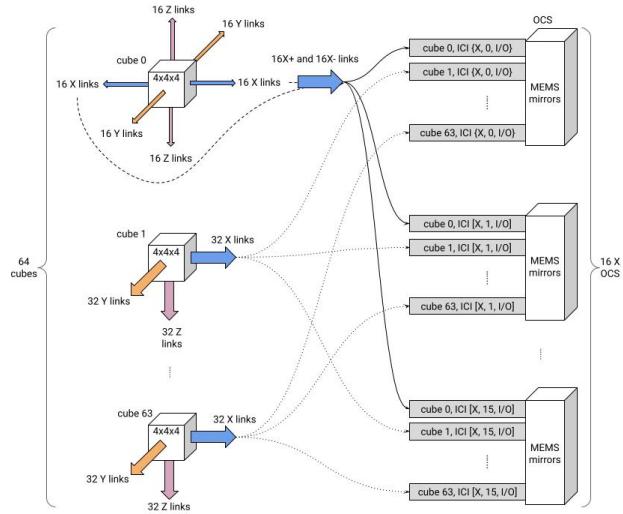 16 Z links
16 Y links
cube 0
4x4x4
16 X links
16 X links
16 Y links
16 Z links
16X+ and 16X- links
OCS
cube 0, ICI {X, 0, I/O}
cube 1, ICI {X, 0, I/O}
cube 63, ICI {X, 0, I/O}
MEMS
mirrors
64
cubes
cube 1
4x4x4
32 X links
32 Y links
32 Z
links
cube 0, ICI [X, 1, I/O]
cube 1, ICI [X, 1, I/O]
cube 63, ICI [X, 1, I/O]
MEMS
mirrors
16 X
OCS
cube 63
4x4x4
32 X links
32 Y links
32 Z links
cube 0, ICI [X, 15, I/O]
cube 1, ICI [X, 15, I/O]
cube 63, ICI [X, 15, I/O]
MEMS
mirrors